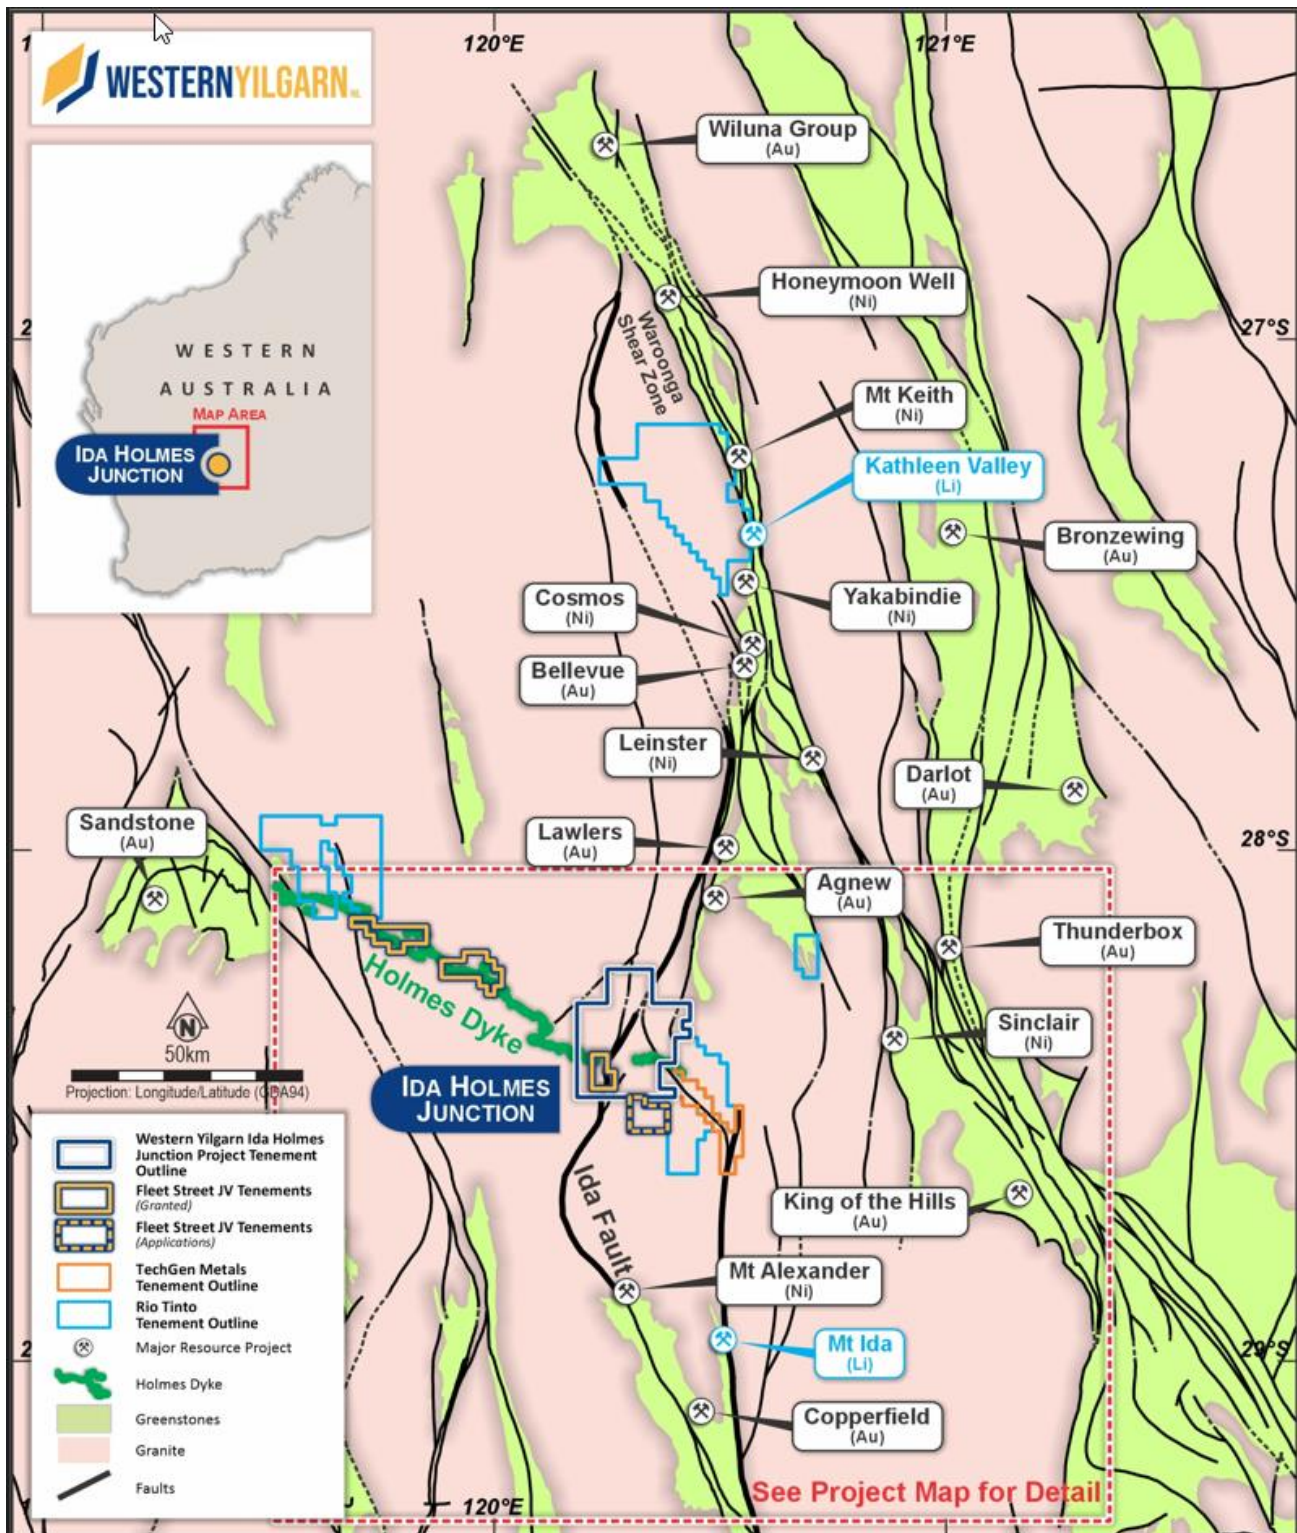 120°E
121°E
WESTERNYILGARN NL
Wiluna Group
(Au)
Honeymoon Well
(Ni)
27°S
Waroonga
Shear Zone
WESTERN
AUSTRALIA
MAP AREA
IDA HOLMES
JUNCTION
Mt Keith
(Ni)
Kathleen Valley
(Li)
Bronzewing
(Au)
Cosmos
(Ni)
Yakabindie
(Ni)
Bellevue
(Au)
Leinster
(Ni)
Darlot
(Au)
Sandstone
(Au)
Lawlers
(Au)
28°S
Agnew
(Au)
Thunderbox
(Au)
Holmes Dyke
Sinclair
(Ni)
N
50km
Projection: Longitude/Latitude (GDA94)
IDA HOLMES
JUNCTION
Western Yilgarn Ida Holmes
Junction Project Tenement
Outline
Fleet Street JV Tenements
(Granted)
Fleet Street JV Tenements
(Applications)
TechGen Metals
Tenement Outline
Rio Tinto
Tenement Outline
Major Resource Project
Holmes Dyke
Greenstones
Granite
Faults
Ida Fault
King of the Hills
(Au)
Mt Alexander
(Ni)
Mt Ida
(Li)
29°S
Copperfield
(Au)
See Project Map for Detail
120°E